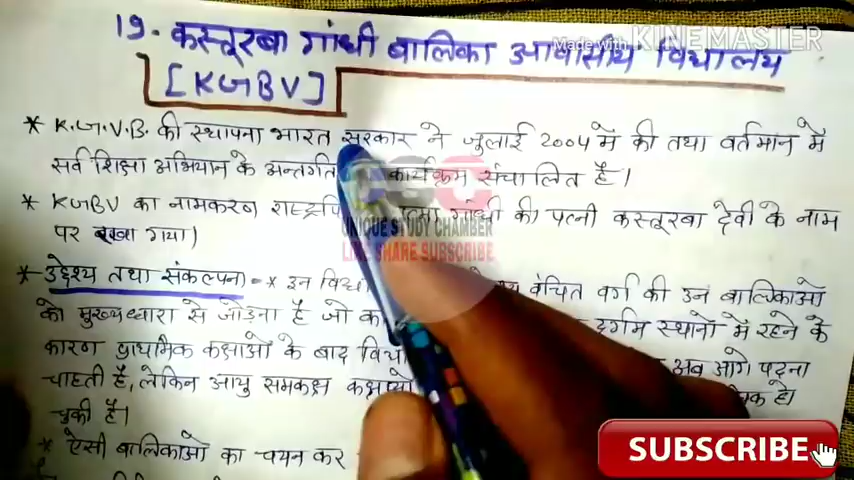 19. कस्तूरबा गांधी बालिका आवासीय विद्यालय
Made with KINEMASTER
[KGBV]
* K.G.V.B. की स्थापना भारत सरकार ने जुलाई 2004 में की तथा वर्तमान में
सर्व शिक्षा अभियान के अन्तर्गत कार्यक्रम संचालित है।
* KGBV का नामकरण गांधी की पत्नी कस्तूरबा देवी के नाम
पर रखा गया।
UNIQUE STUDY CHAMBER
LIKE SHARE SUBSCRIBE
* उद्देश्य तथा संकल्पना = * इन वंचित वर्ग की उन बालिकाओं
को मुख्यधारा से जोड़ना है जो दुर्गम स्थानों में रहने के
कारण प्राथमिक कक्षाओं के बाद अब आगे पढ़ना
चाहती है, लेकिन आयु समकक्ष कक्षाओं हो
चुकी है।
* ऐसी बालिकाओं का चयन कर
SUBSCRIBE